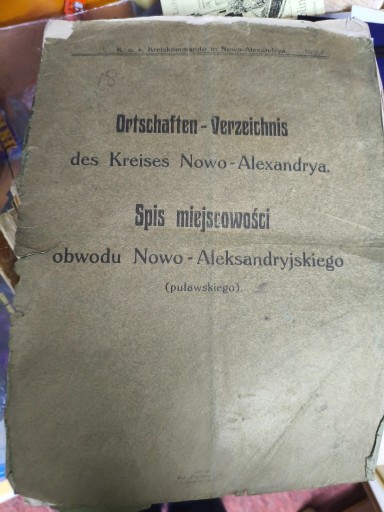 K. u. k. Kreiskommando in Nowo-Alexandrya.
Ortschaften-Verzeichnis
des Kreises Nowo-Alexandrya.
Spis miejscowości
obwodu Nowo-Aleksandryjskiego
(puławskiego).